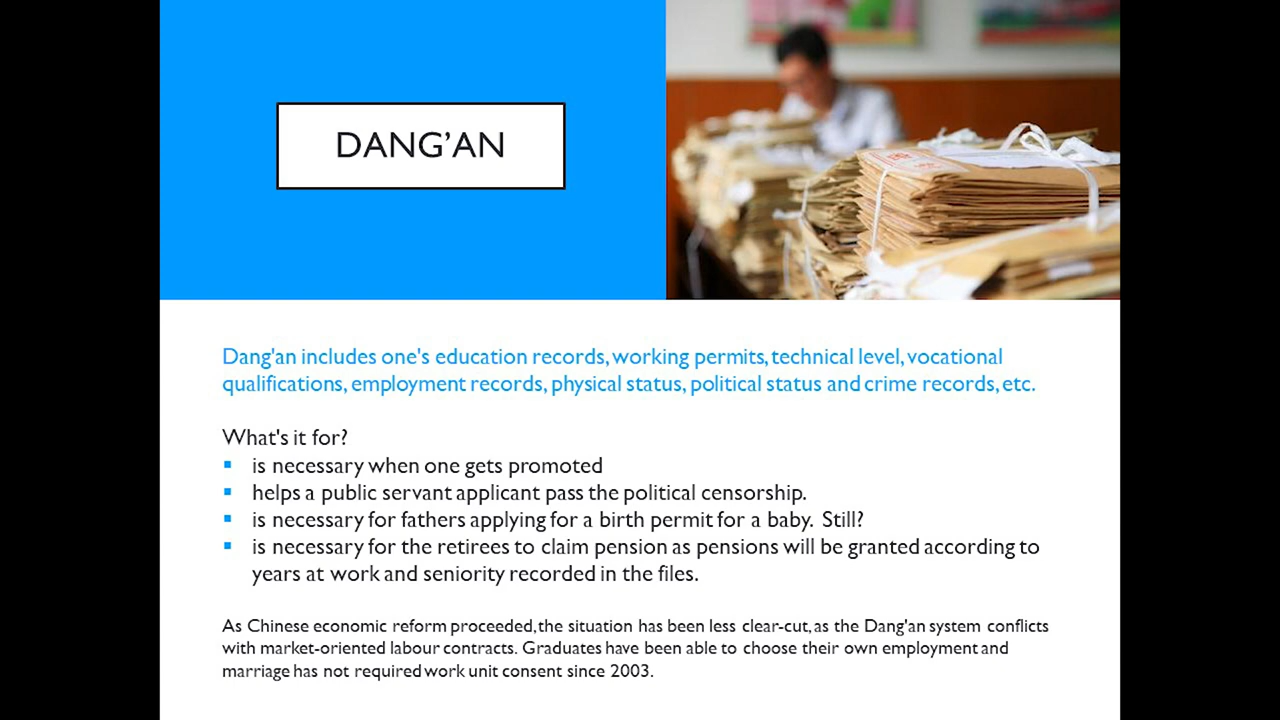 DANG’AN
Dang'an includes one's education records, working permits, technical level, vocational
qualifications, employment records, physical status, political status and crime records, etc.
What's it for?
▪ is necessary when one gets promoted
▪ helps a public servant applicant pass the political censorship.
▪ is necessary for fathers applying for a birth permit for a baby. Still?
▪ is necessary for the retirees to claim pension as pensions will be granted according to
years at work and seniority recorded in the files.
As Chinese economic reform proceeded, the situation has been less clear-cut, as the Dang'an system conflicts
with market-oriented labour contracts. Graduates have been able to choose their own employment and
marriage has not required work unit consent since 2003.